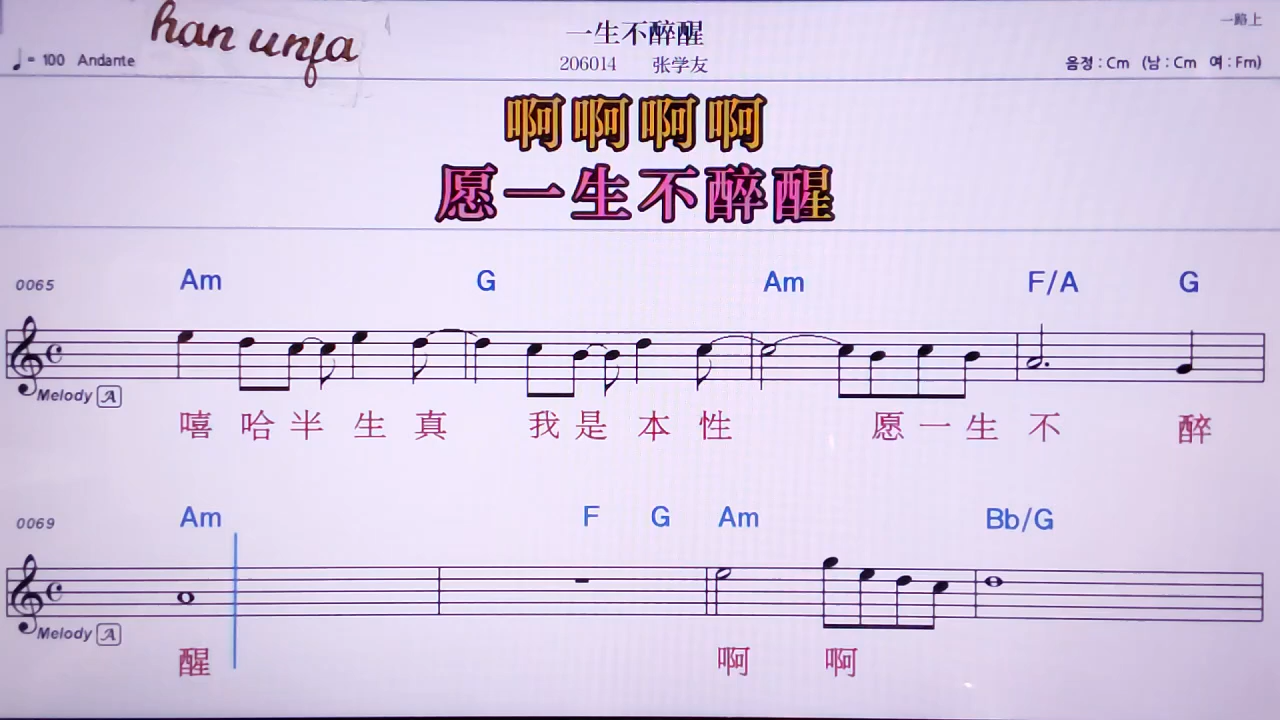 han unfa
一生不醉醒
一路上
♩= 100 Andante
206014 张学友
음정 : Cm (남 : Cm 여 : Fm)
啊啊啊啊
愿一生不醉醒
0065 Am G Am F/A G
Melody A
嘻 哈 半 生 真 我 是 本 性 愿 一 生 不 醉
0069 Am F G Am Bb/G
Melody A
醒 啊 啊